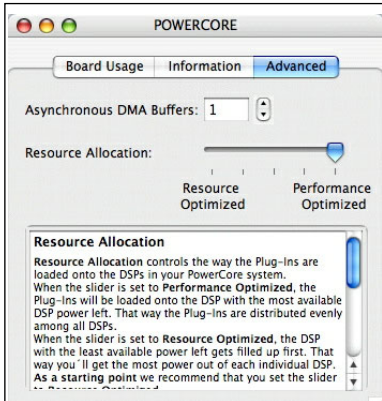 POWERCORE
Board Usage Information Advanced
Asynchronous DMA Buffers: 1
Resource Allocation:
Resource Performance
Optimized Optimized
Resource Allocation
Resource Allocation controls the way the Plug-Ins are
loaded onto the DSPs in your PowerCore system.
When the slider is set to Performance Optimized, the
Plug-Ins will be loaded onto the DSP with the most available
DSP power left. That way the Plug-Ins are distributed evenly
among all DSPs.
When the slider is set to Resource Optimized, the DSP
with the least available power left gets filled up first. That
way you´ll get the most power out of each individual DSP.
As a starting point we recommend that you set the slider
to Resource Optimized